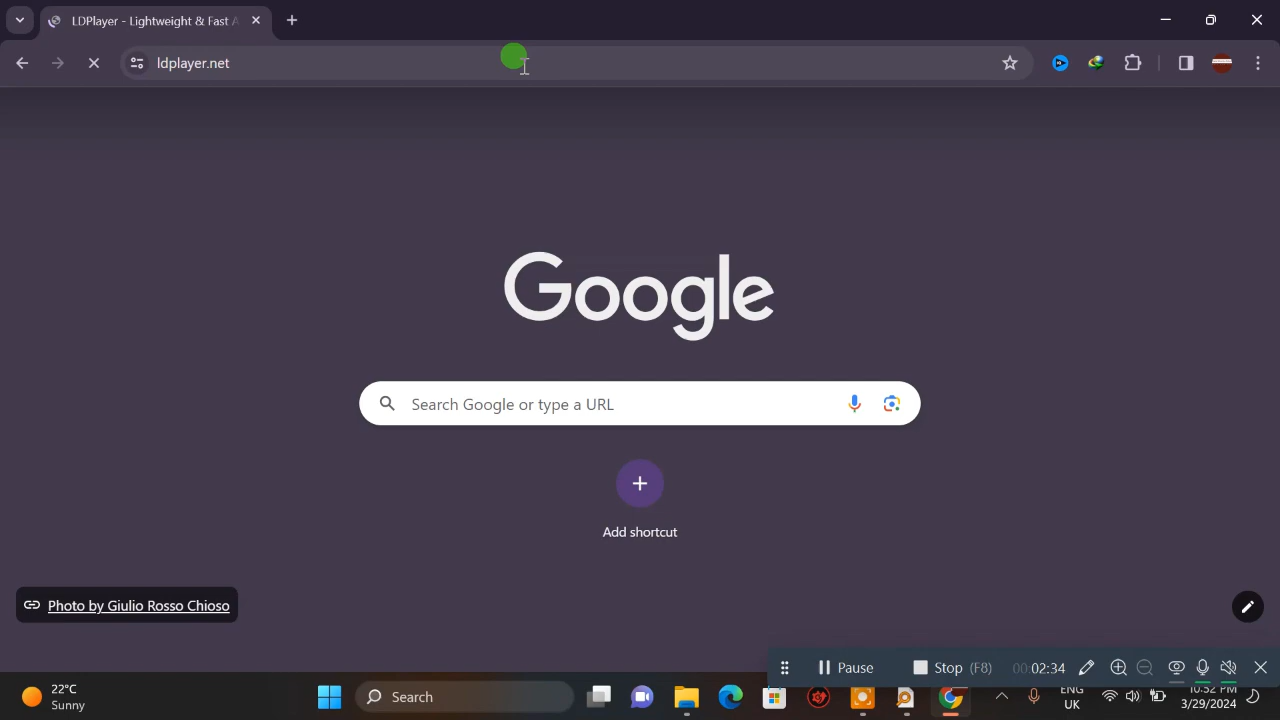 LDPlayer - Lightweight & Fast A
ldplayer.net
Google
Search Google or type a URL
Add shortcut
Photo by Giulio Rosso Chioso
Pause
Stop (F8)
00:02:34
22°C
Sunny
Search
ENG
UK
10:52 PM
3/29/2024